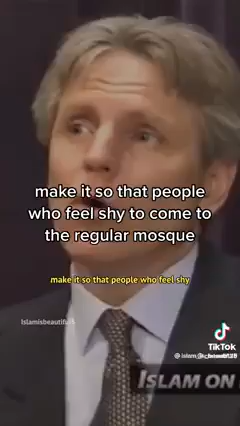 make it so that people
who feel shy to come to
the regular mosque
make it so that people who feel shy
TikTok
ISLAM ON